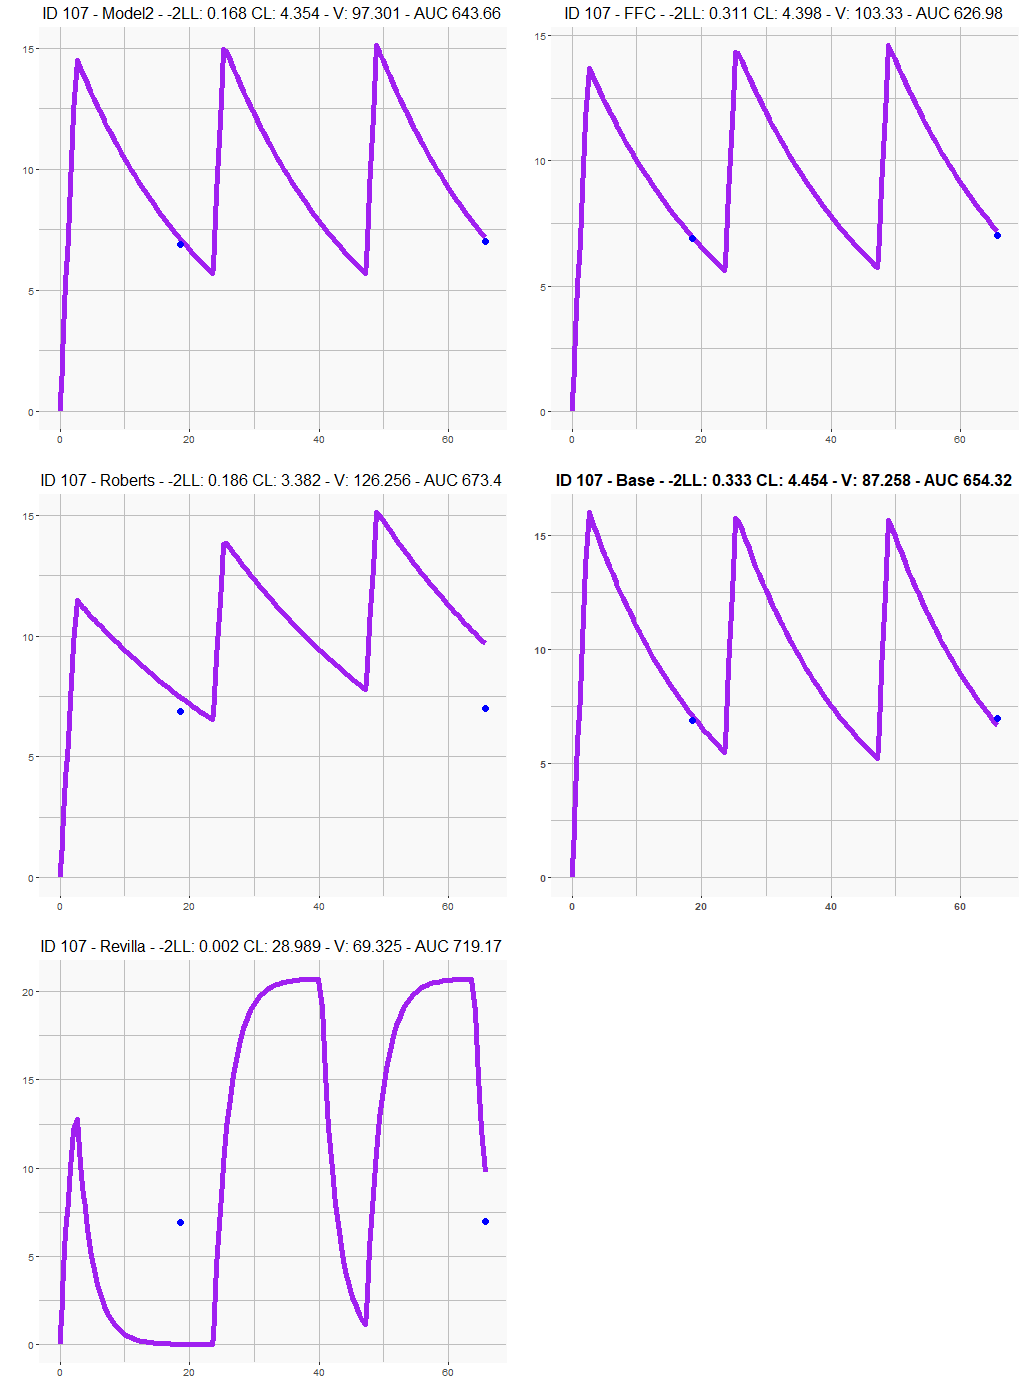 ID 107 - Model2 - -2LL: 0.168 CL: 4.354 - V: 97.301 - AUC 643.66
15
10
5
0
0 20 40 60
ID 107 - FFC - -2LL: 0.311 CL: 4.398 - V: 103.33 - AUC 626.98
15
10
5
0
0 20 40 60
ID 107 - Roberts - -2LL: 0.186 CL: 3.382 - V: 126.256 - AUC 673.4
15
10
5
0
0 20 40 60
ID 107 - Base - -2LL: 0.333 CL: 4.454 - V: 87.258 - AUC 654.32
15
10
5
0
0 20 40 60
ID 107 - Revilla - -2LL: 0.002 CL: 28.989 - V: 69.325 - AUC 719.17
20
15
10
5
0
0 20 40 60